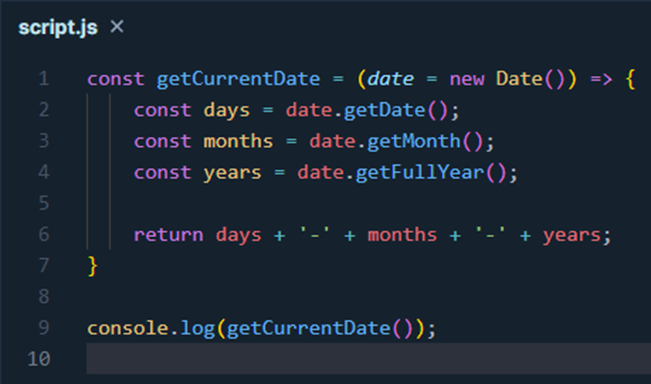 script.js ×
1 const getCurrentDate = (date = new Date()) => {
2 const days = date.getDate();
3 const months = date.getMonth();
4 const years = date.getFullYear();
5
6 return days + '-' + months + '-' + years;
7 }
8
9 console.log(getCurrentDate());
10